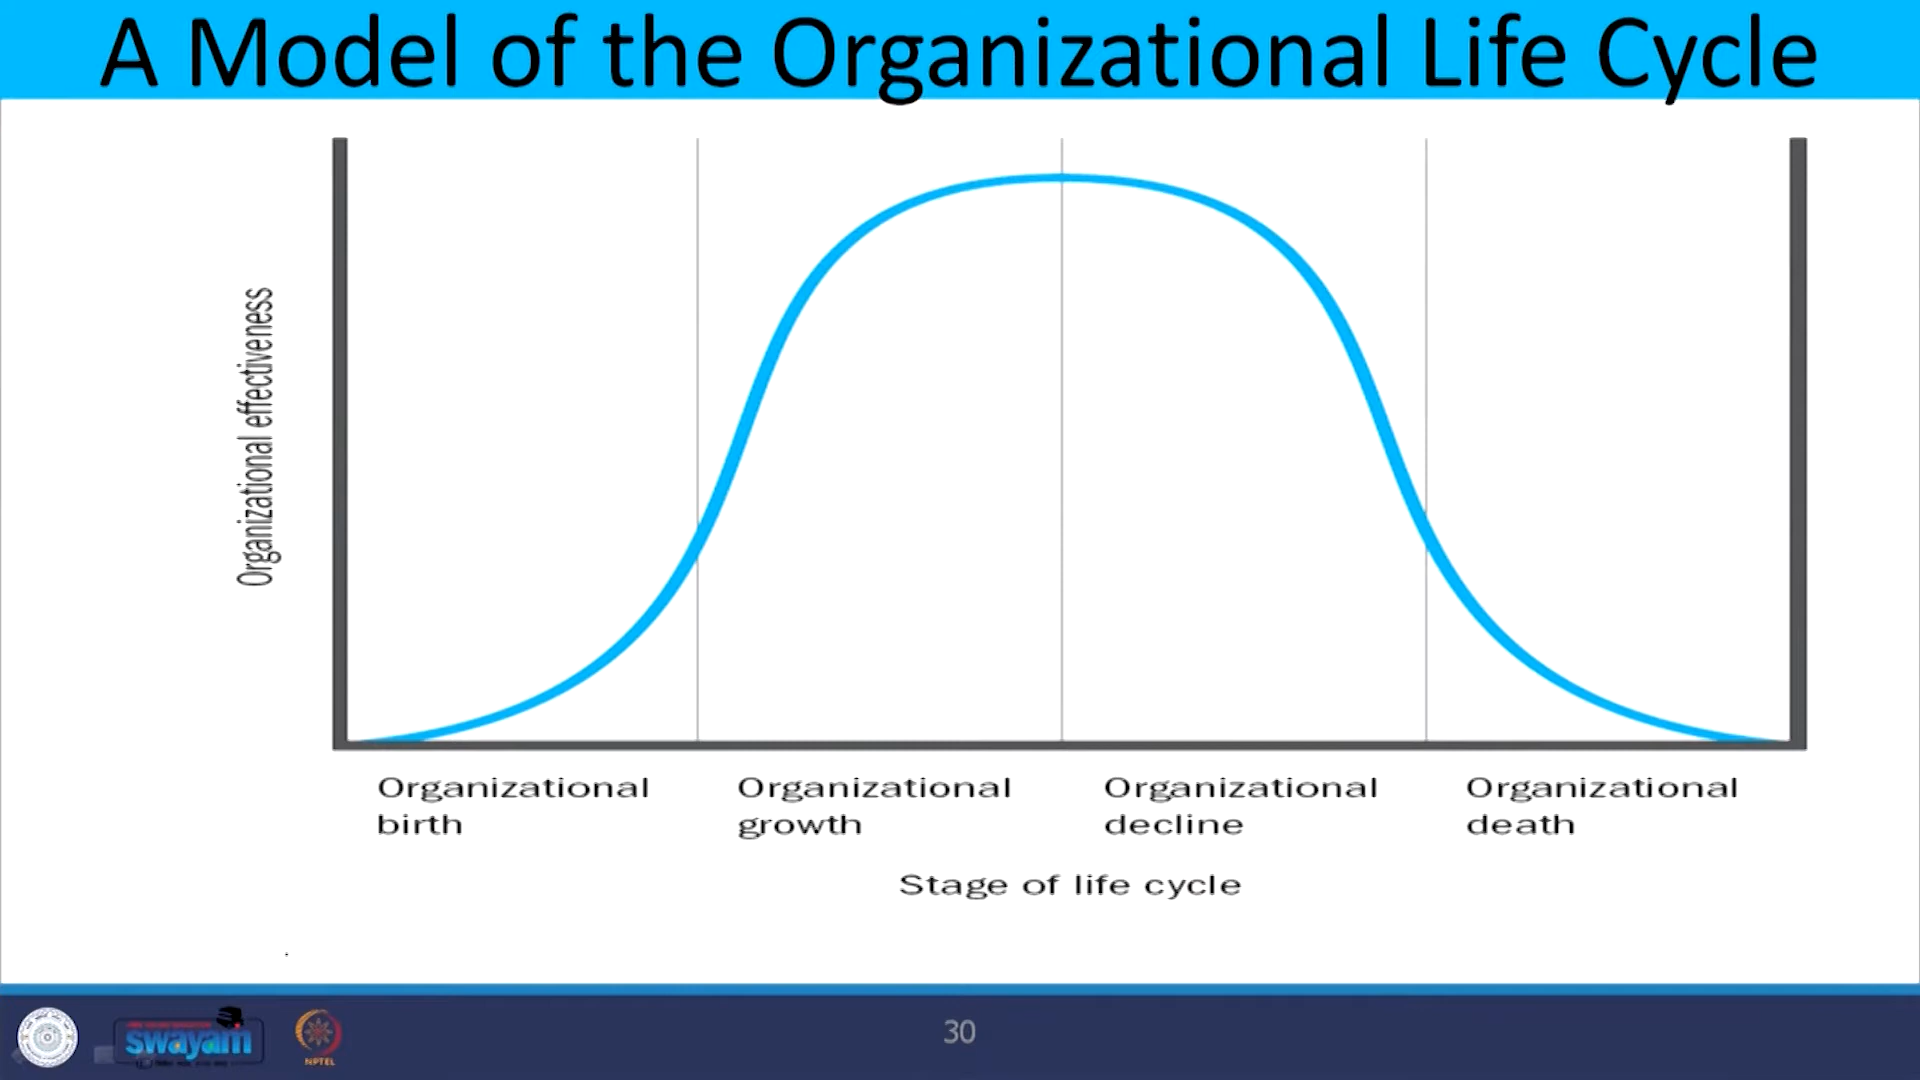 A Model of the Organizational Life Cycle
Organizational effectiveness
Organizational
birth
Organizational
growth
Organizational
decline
Organizational
death
Stage of life cycle
swayam
NPTEL
30